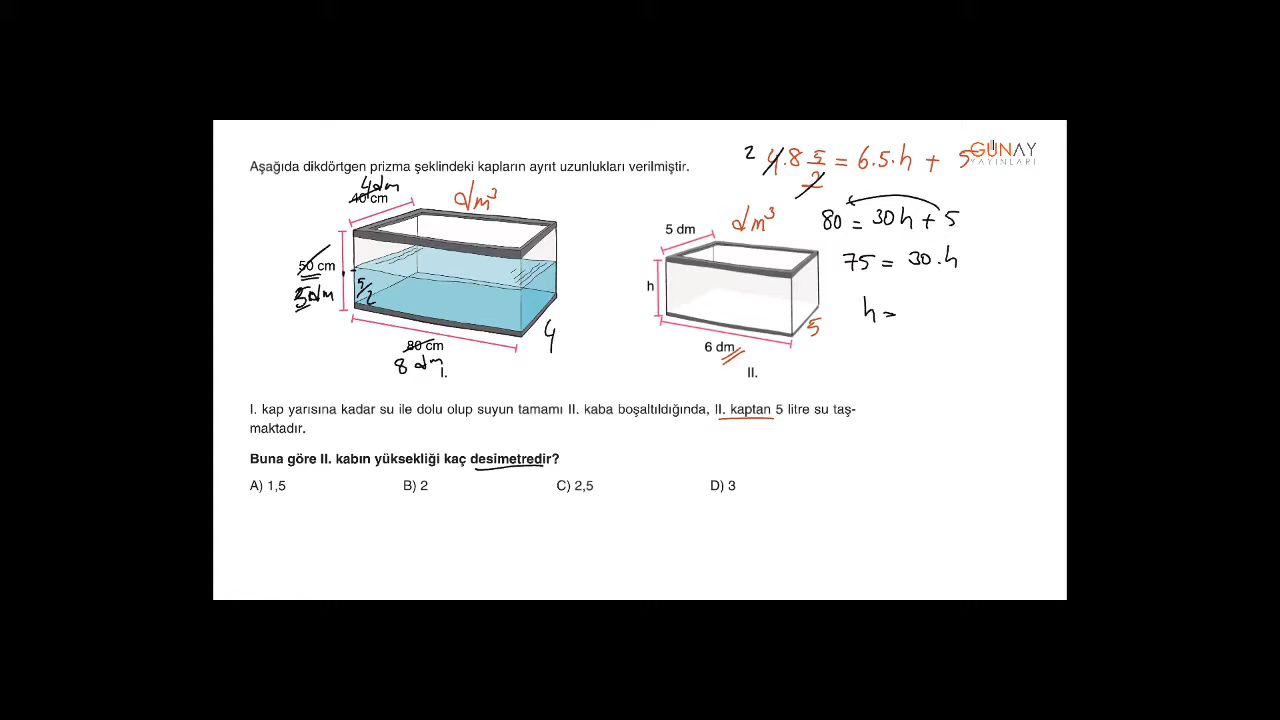 Aşağıda dikdörtgen prizma şeklindeki kapların ayrıt uzunlukları verilmiştir.
2 4.8 5/2 = 6.5.h + 5
GÜNAY
YAYINLARI
4dm
40 cm
dm³
dm³
80 = 30h + 5
5 dm
75 = 30.h
50 cm
5dm
5/2
h
h =
5
4
80 cm
8 dm
6 dm
I.
II.
I. kap yarısına kadar su ile dolu olup suyun tamamı II. kaba boşaltıldığında, II. kaptan 5 litre su taş-
maktadır.
Buna göre II. kabın yüksekliği kaç desimetredir?
A) 1,5 B) 2 C) 2,5 D) 3